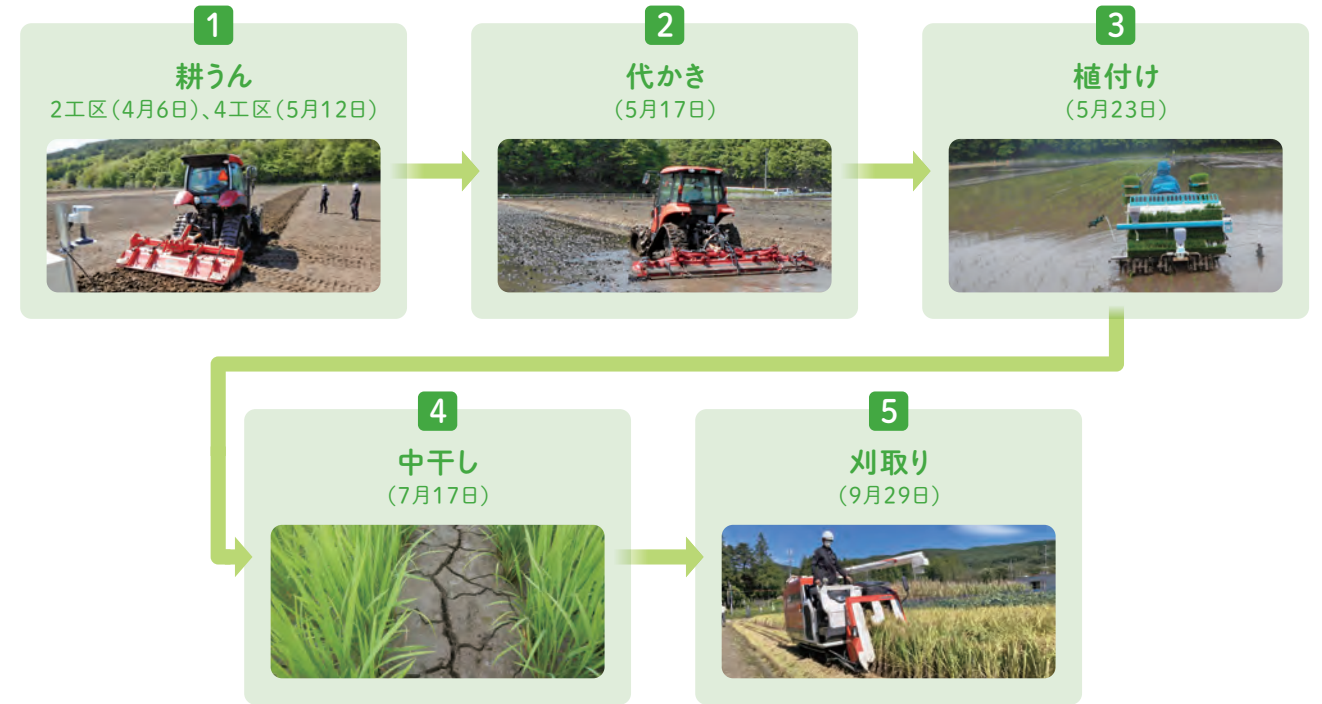 1
耕うん
2工区(4月6日)、4工区(5月12日)
2
代かき
(5月17日)
3
植付け
(5月23日)
4
中干し
(7月17日)
5
刈取り
(9月29日)